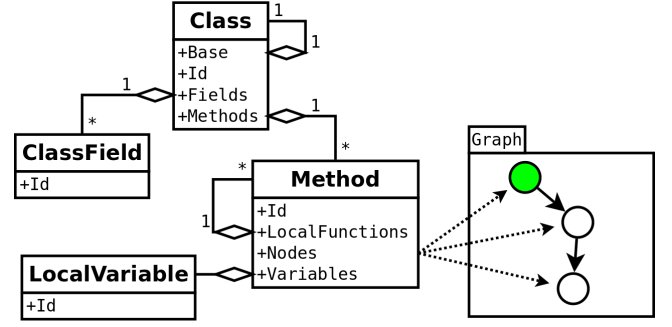 Class
1
1
+Base
+Id
+Fields
+Methods
1
*
1
*
ClassField
+Id
Method
+Id
+LocalFunctions
+Nodes
+Variables
*
1
LocalVariable
+Id
Graph